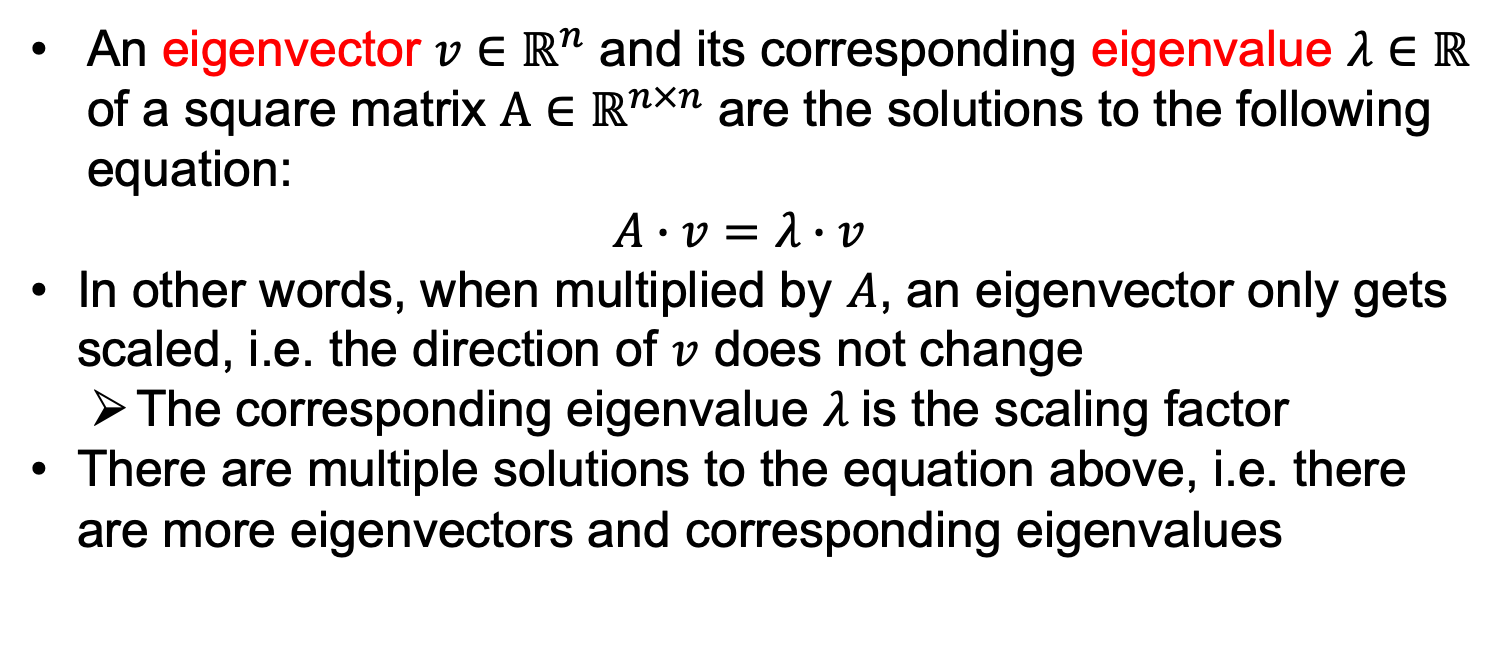 • An eigenvector 𝑣 ∈ ℝⁿ and its corresponding eigenvalue 𝜆 ∈ ℝ
of a square matrix A ∈ ℝⁿˣⁿ are the solutions to the following
equation:
𝐴 · 𝑣 = 𝜆 · 𝑣
• In other words, when multiplied by 𝐴, an eigenvector only gets
scaled, i.e. the direction of 𝑣 does not change
➢ The corresponding eigenvalue 𝜆 is the scaling factor
• There are multiple solutions to the equation above, i.e. there
are more eigenvectors and corresponding eigenvalues